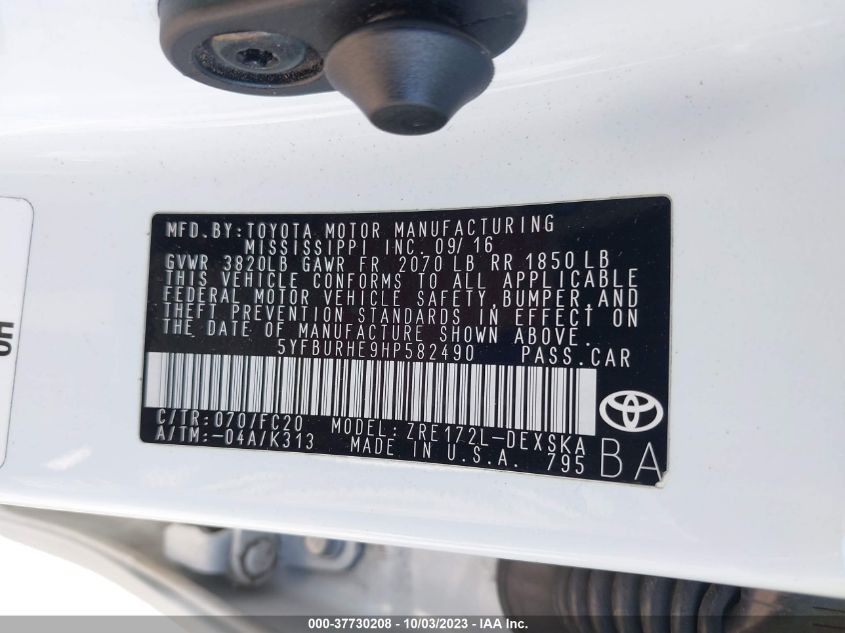 MFD.BY:TOYOTA MOTOR MANUFACTURING
MISSISSIPPI INC 09/16
GVWR 3820LB GAWR FR 2070 LB RR 1850 LB
THIS VEHICLE CONFORMS TO ALL APPLICABLE
FEDERAL MOTOR VEHICLE SAFETY,BUMPER,AND
THEFT PREVENTION STANDARDS IN EFFECT ON
THE DATE OF MANUFACTURE SHOWN ABOVE.
5YFBURHE9HP582490 PASS.CAR
C/TR:070/FC20 MODEL:ZRE172L-DEXSKA
A/TM:-04A/K313 MADE IN U.S.A. 795
BA
000-37730208 - 10/03/2023 - IAA Inc.